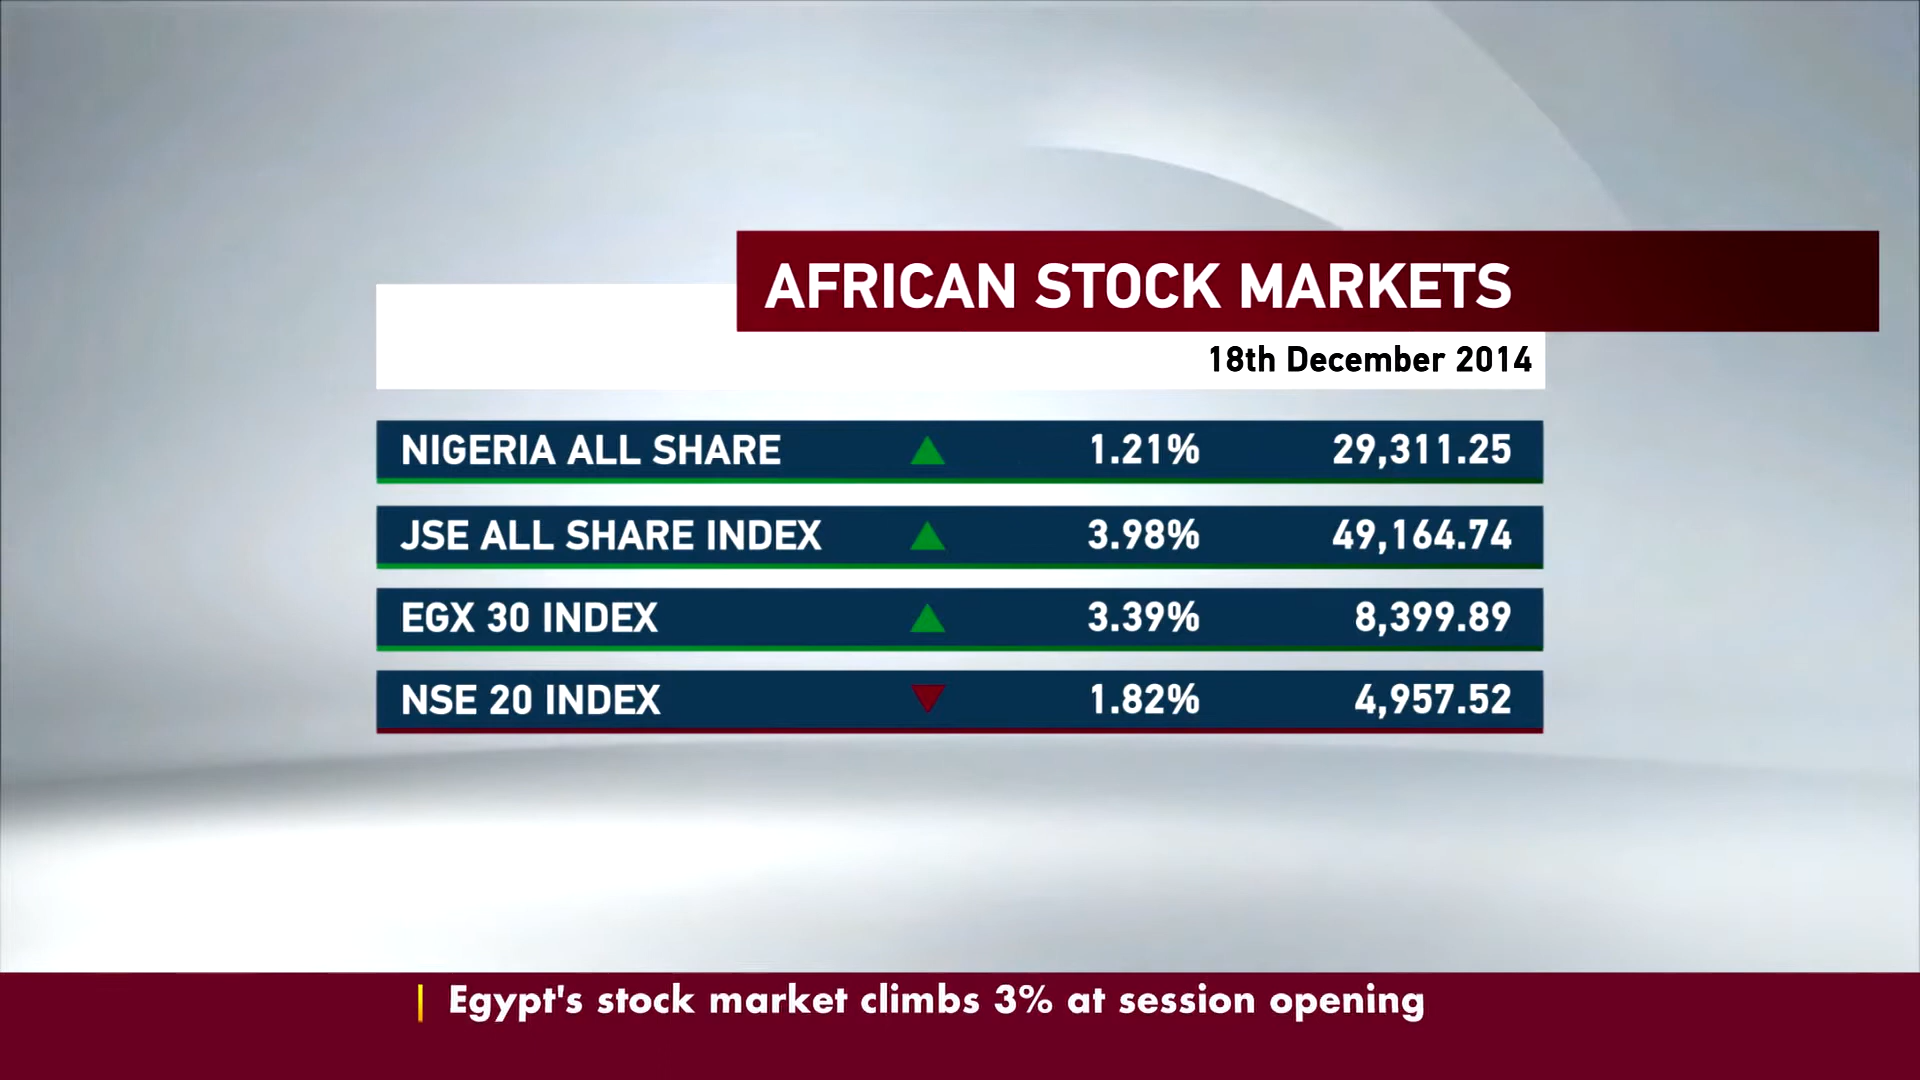 AFRICAN STOCK MARKETS
18th December 2014
NIGERIA ALL SHARE 1.21% 29,311.25
JSE ALL SHARE INDEX 3.98% 49,164.74
EGX 30 INDEX 3.39% 8,399.89
NSE 20 INDEX 1.82% 4,957.52
| Egypt's stock market climbs 3% at session opening